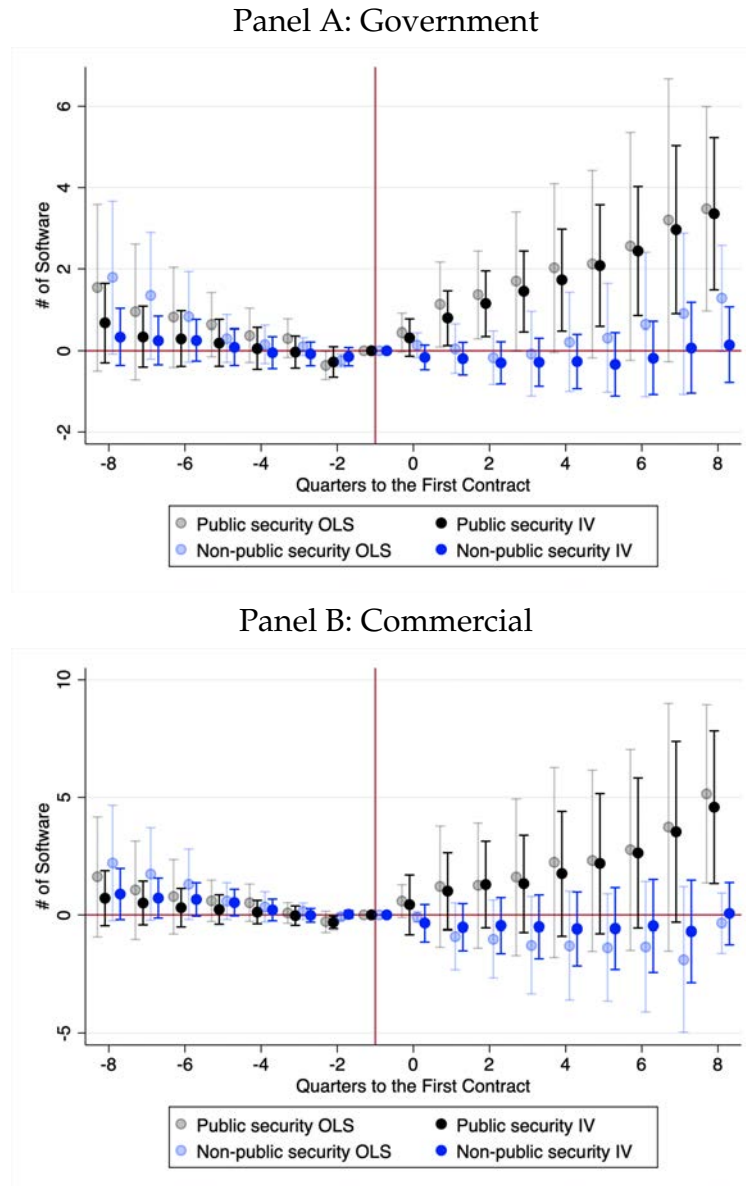 Panel A: Government
6
4
2
0
-2
# of Software
-8 -6 -4 -2 0 2 4 6 8
Quarters to the First Contract
Public security OLS Public security IV
Non-public security OLS Non-public security IV
Panel B: Commercial
10
5
0
-5
# of Software
-8 -6 -4 -2 0 2 4 6 8
Quarters to the First Contract
Public security OLS Public security IV
Non-public security OLS Non-public security IV